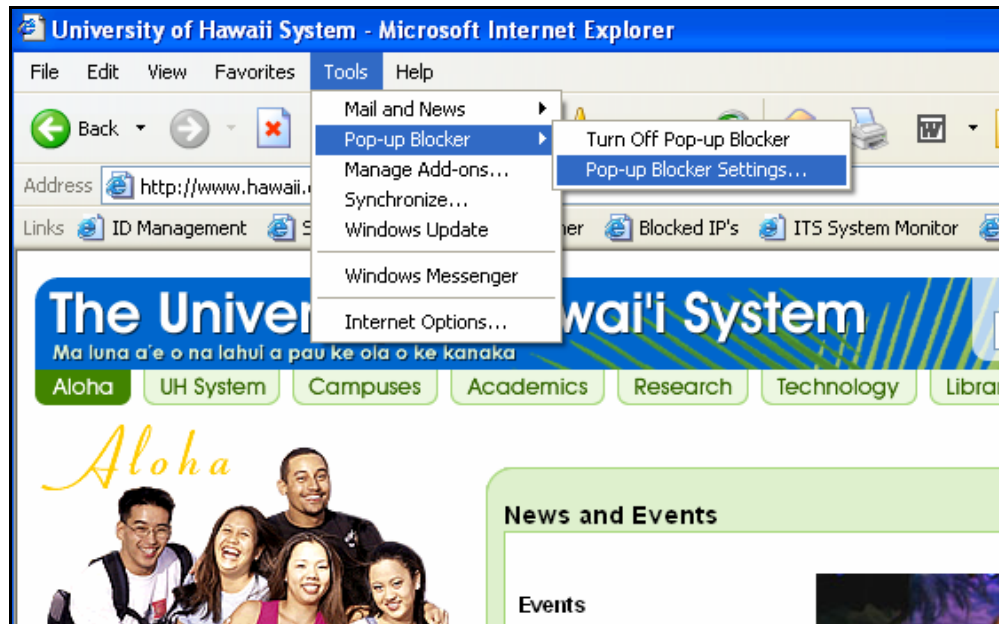 University of Hawaii System - Microsoft Internet Explorer
File Edit View Favorites Tools Help
Back
Mail and News
Pop-up Blocker
Manage Add-ons...
Synchronize...
Windows Update
Windows Messenger
Internet Options...
Turn Off Pop-up Blocker
Pop-up Blocker Settings...
Address http://www.hawaii.
Links ID Management Blocked IP's ITS System Monitor
The Univer wai'i System
Ma luna a'e o na lahui a pau ke ola o ke kanaka
Aloha UH System Campuses Academics Research Technology Librar
Aloha
News and Events
Events